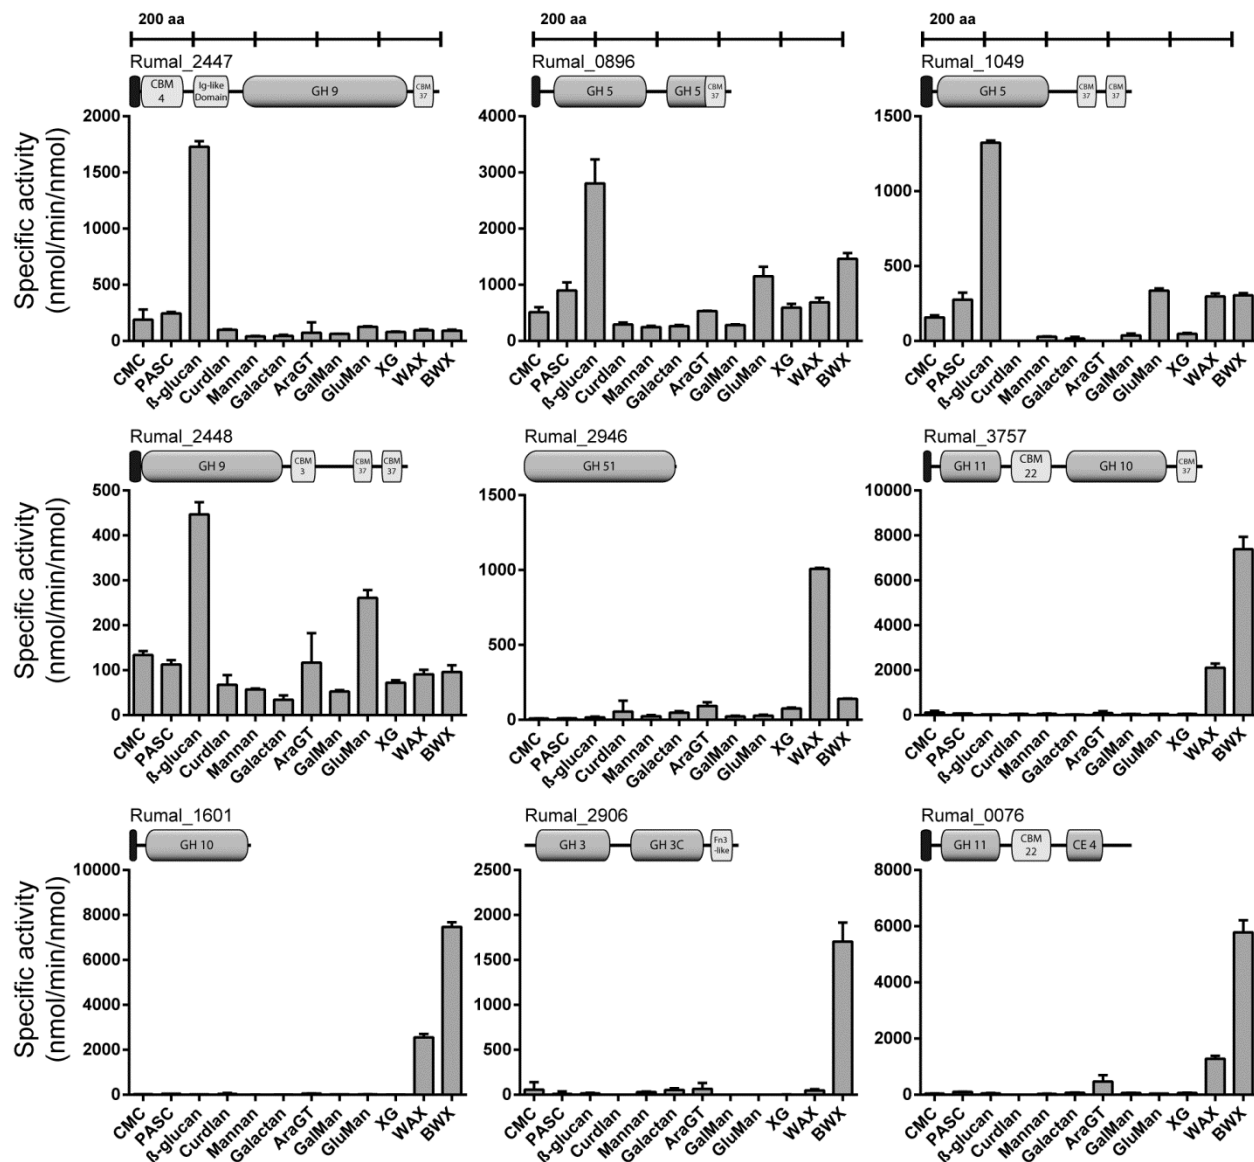 200 aa
200 aa
200 aa
Rumal_2447
CBM 4
Ig-like Domain
GH 9
CBM 37
Rumal_0896
GH 5
GH 5
CBM 37
Rumal_1049
GH 5
CBM 37
CBM 37
Specific activity
(nmol/min/nmol)
2000
1500
1000
500
0
CMC
PASC
ß-glucan
Curdlan
Mannan
Galactan
AraGT
GalMan
GluMan
XG
WAX
BWX
4000
3000
2000
1000
0
CMC
PASC
ß-glucan
Curdlan
Mannan
Galactan
AraGT
GalMan
GluMan
XG
WAX
BWX
1500
1000
500
0
CMC
PASC
ß-glucan
Curdlan
Mannan
Galactan
AraGT
GalMan
GluMan
XG
WAX
BWX
Rumal_2448
GH 9
CBM 3
CBM 37
CBM 37
Rumal_2946
GH 51
Rumal_3757
GH 11
CBM 22
GH 10
CBM 37
Specific activity
(nmol/min/nmol)
500
400
300
200
100
0
CMC
PASC
ß-glucan
Curdlan
Mannan
Galactan
AraGT
GalMan
GluMan
XG
WAX
BWX
1500
1000
500
0
CMC
PASC
ß-glucan
Curdlan
Mannan
Galactan
AraGT
GalMan
GluMan
XG
WAX
BWX
10000
8000
6000
4000
2000
0
CMC
PASC
ß-glucan
Curdlan
Mannan
Galactan
AraGT
GalMan
GluMan
XG
WAX
BWX
Rumal_1601
GH 10
Rumal_2906
GH 3
GH 3C
Fn3 -like
Rumal_0076
GH 11
CBM 22
CE 4
Specific activity
(nmol/min/nmol)
10000
8000
6000
4000
2000
0
CMC
PASC
ß-glucan
Curdlan
Mannan
Galactan
AraGT
GalMan
GluMan
XG
WAX
BWX
2500
2000
1500
1000
500
0
CMC
PASC
ß-glucan
Curdlan
Mannan
Galactan
AraGT
GalMan
GluMan
XG
WAX
BWX
8000
6000
4000
2000
0
CMC
PASC
ß-glucan
Curdlan
Mannan
Galactan
AraGT
GalMan
GluMan
XG
WAX
BWX